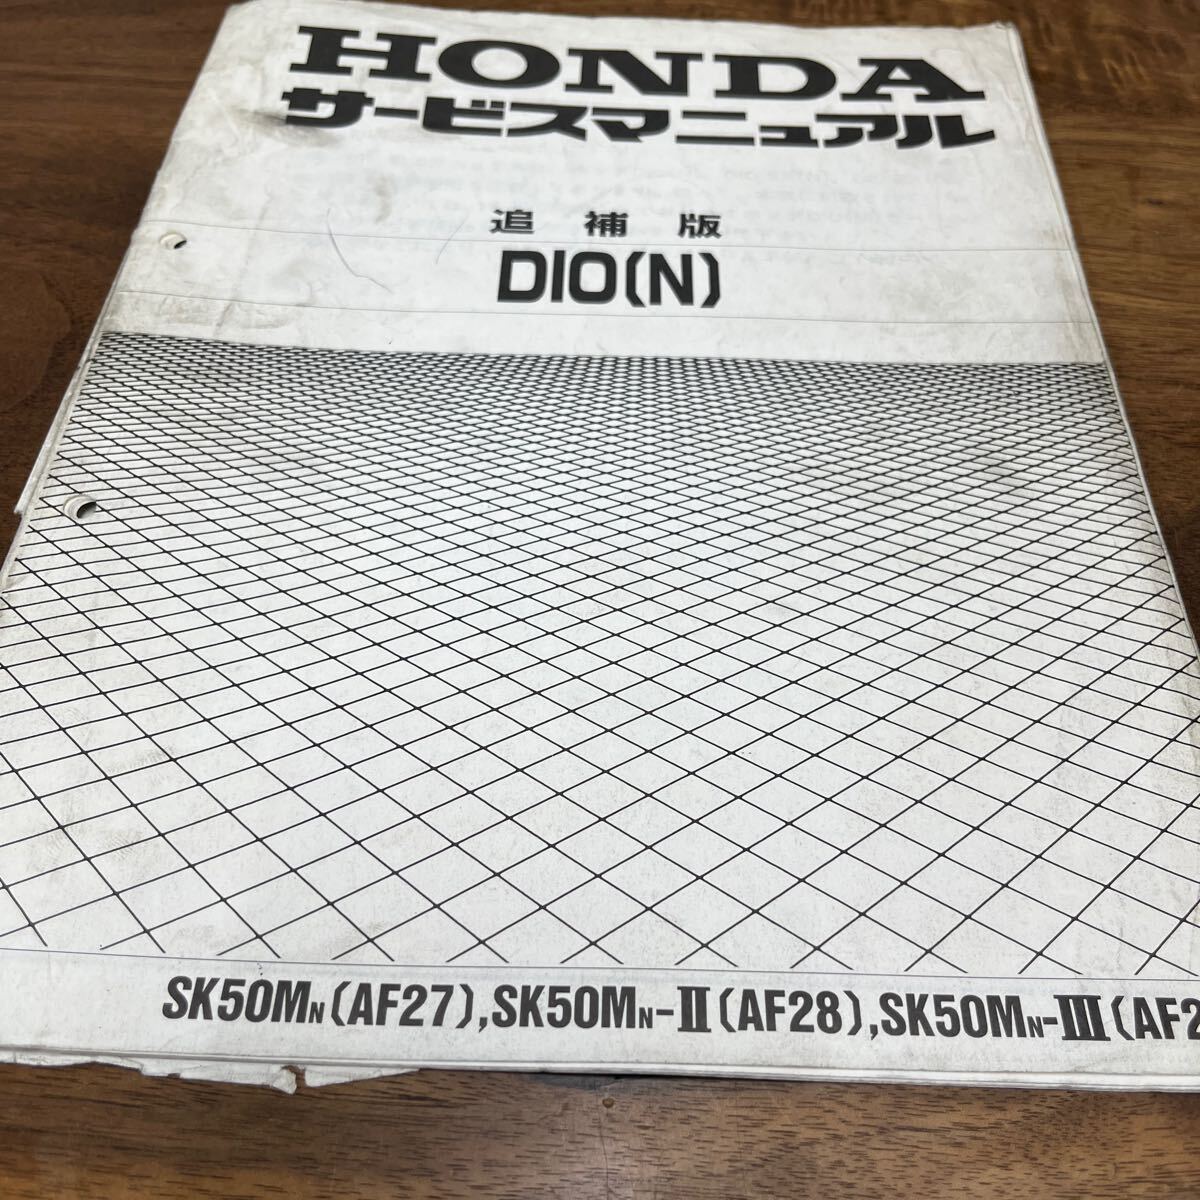 HONDA
サービスマニュアル
追補版
DIO(N)
SK50MN(AF27),SK50MN-II(AF28),SK50MN-III(AF2